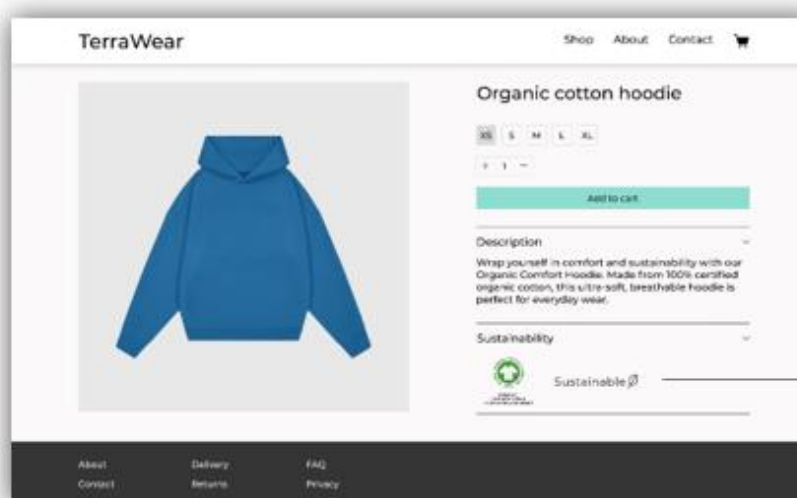 TerraWear
Shop About Contact
Organic cotton hoodie
XS S M L XL
1
Add to cart
Description
Wrap yourself in comfort and sustainability with our
Organic Comfort Hoodie. Made from 100% certified
organic cotton, this ultra-soft, breathable hoodie is
perfect for everyday wear.
Sustainability
Sustainable
About Delivery FAQ
Contact Returns Privacy